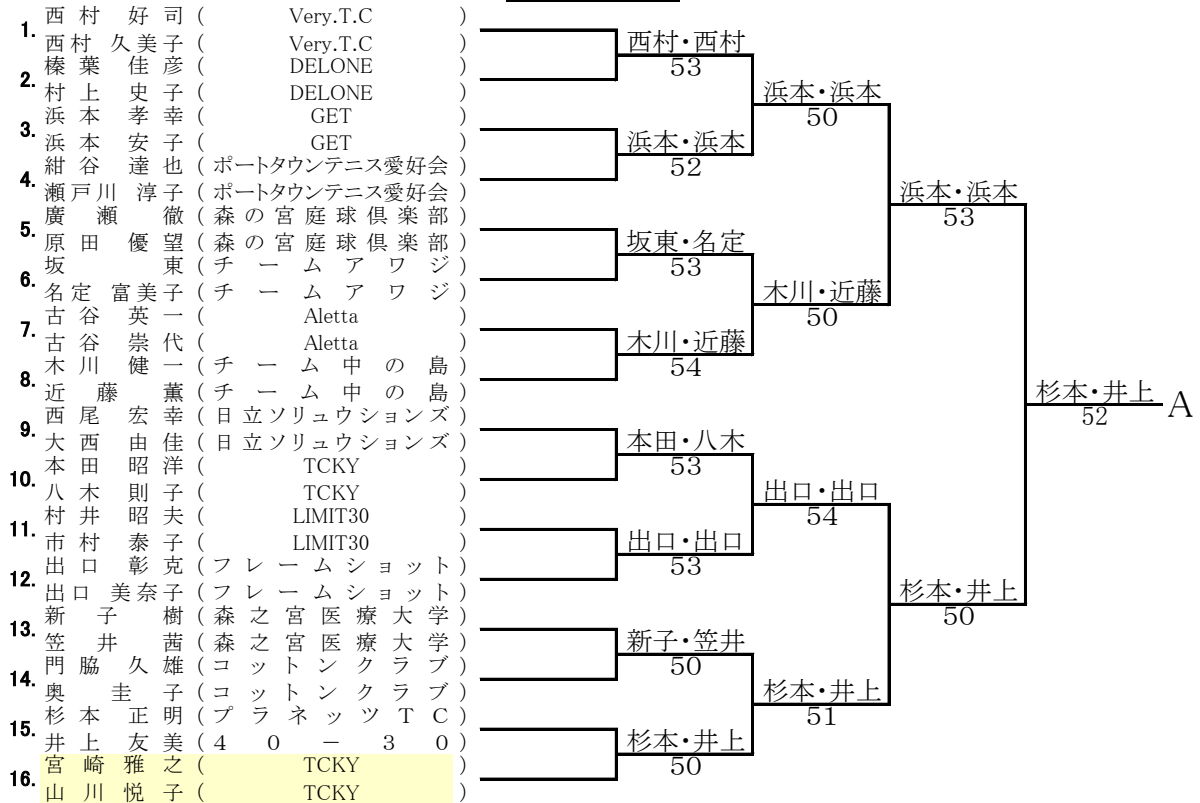 1. 西村 好司 ( Very.T.C )
西村 久美子 ( Very.T.C )
2. 榛葉 佳彦 ( DELONE )
村上 史子 ( DELONE )
3. 浜本 孝幸 ( GET )
浜本 安子 ( GET )
4. 紺谷 達也 ( ポートタウンテニス愛好会 )
瀬戸川 淳子 ( ポートタウンテニス愛好会 )
5. 廣瀬 徹 ( 森の宮庭球倶楽部 )
原田 優望 ( 森の宮庭球倶楽部 )
6. 坂 東 ( チームアワジ )
名定 富美子 ( チームアワジ )
7. 古谷 英一 ( Aletta )
古谷 崇代 ( Aletta )
8. 木川 健一 ( チーム中の島 )
近藤 薫 ( チーム中の島 )
9. 西尾 宏幸 ( 日立ソリュウションズ )
大西 由佳 ( 日立ソリュウションズ )
10. 本田 昭洋 ( TCKY )
八木 則子 ( TCKY )
11. 村井 昭夫 ( LIMIT30 )
市村 泰子 ( LIMIT30 )
12. 出口 彰克 ( フレームショット )
出口 美奈子 ( フレームショット )
13. 新子 樹 ( 森之宮医療大学 )
笠井 茜 ( 森之宮医療大学 )
14. 門脇 久雄 ( コットンクラブ )
奥 圭子 ( コットンクラブ )
15. 杉本 正明 ( プラネッツTC )
井上 友美 ( 40－30 )
16. 宮崎雅之 ( TCKY )
山川悦子 ( TCKY )
西村・西村
53
浜本・浜本
52
坂東・名定
53
木川・近藤
54
本田・八木
53
出口・出口
53
新子・笠井
50
杉本・井上
50
浜本・浜本
50
木川・近藤
50
出口・出口
54
杉本・井上
51
浜本・浜本
53
杉本・井上
50
杉本・井上
52
A